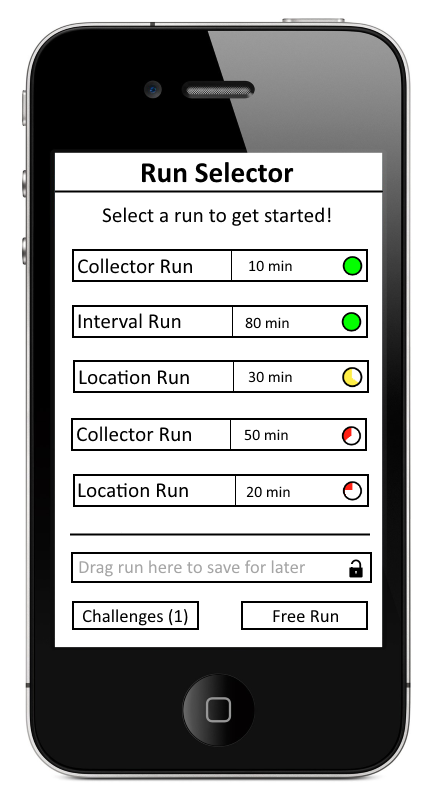 Run Selector
Select a run to get started!
Collector Run 10 min
Interval Run 80 min
Location Run 30 min
Collector Run 50 min
Location Run 20 min
Drag run here to save for later
Challenges (1) Free Run